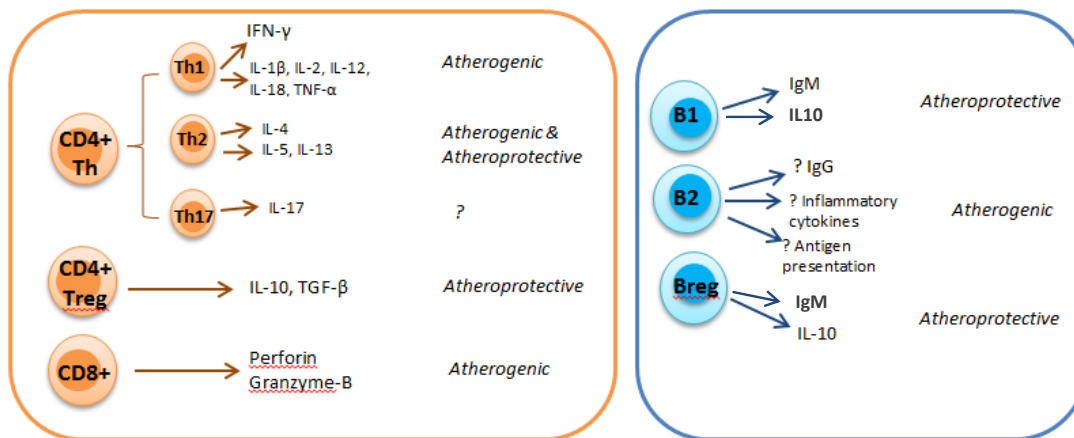 CD4+
Th
Th1
IFN-γ
IL-1β, IL-2, IL-12,
IL-18, TNF-α
Atherogenic
Th2
IL-4
IL-5, IL-13
Atherogenic &
Atheroprotective
Th17
IL-17
?
CD4+
Treg
IL-10, TGF-β
Atheroprotective
CD8+
Perforin
Granzyme-B
Atherogenic
B1
IgM
IL10
Atheroprotective
B2
? IgG
? Inflammatory
cytokines
? Antigen
presentation
Atherogenic
Breg
IgM
IL-10
Atheroprotective